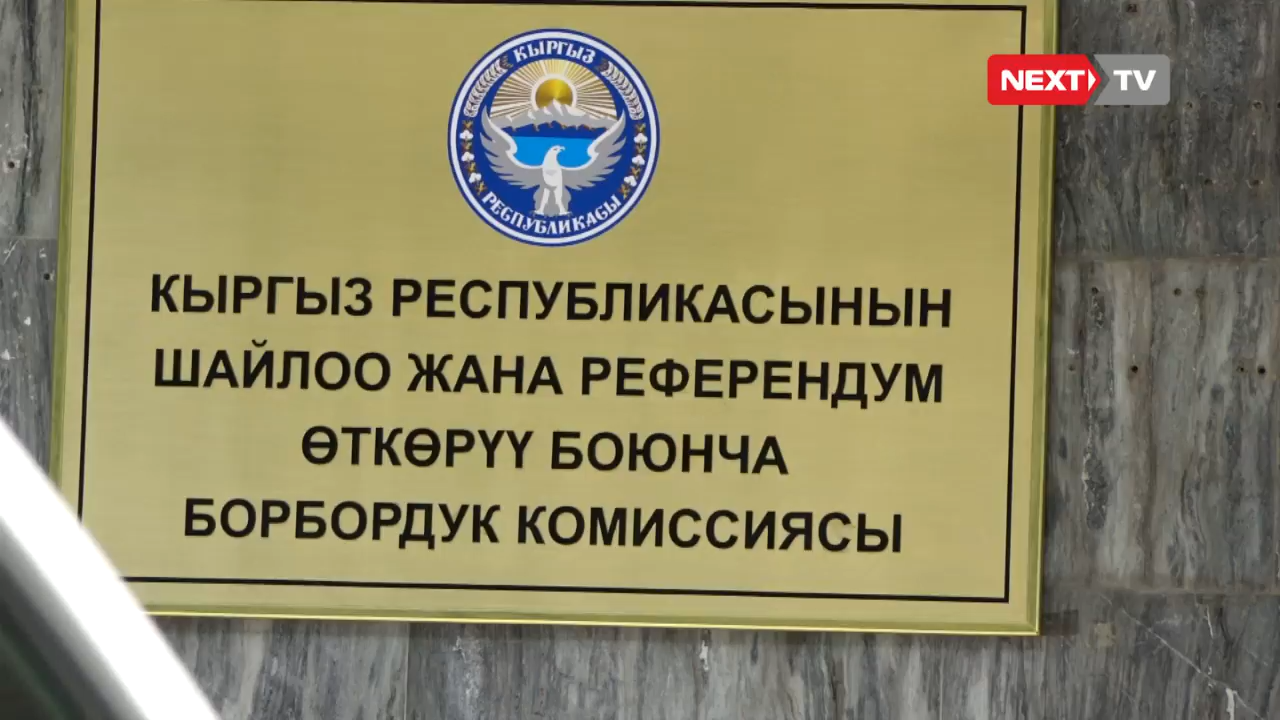 NEXT TV
КЫРГЫЗ
РЕСПУБЛИКАСЫ
КЫРГЫЗ РЕСПУБЛИКАСЫНЫН
ШАЙЛОО ЖАНА РЕФЕРЕНДУМ
ӨТКӨРҮҮ БОЮНЧА
БОРБОРДУК КОМИССИЯСЫ